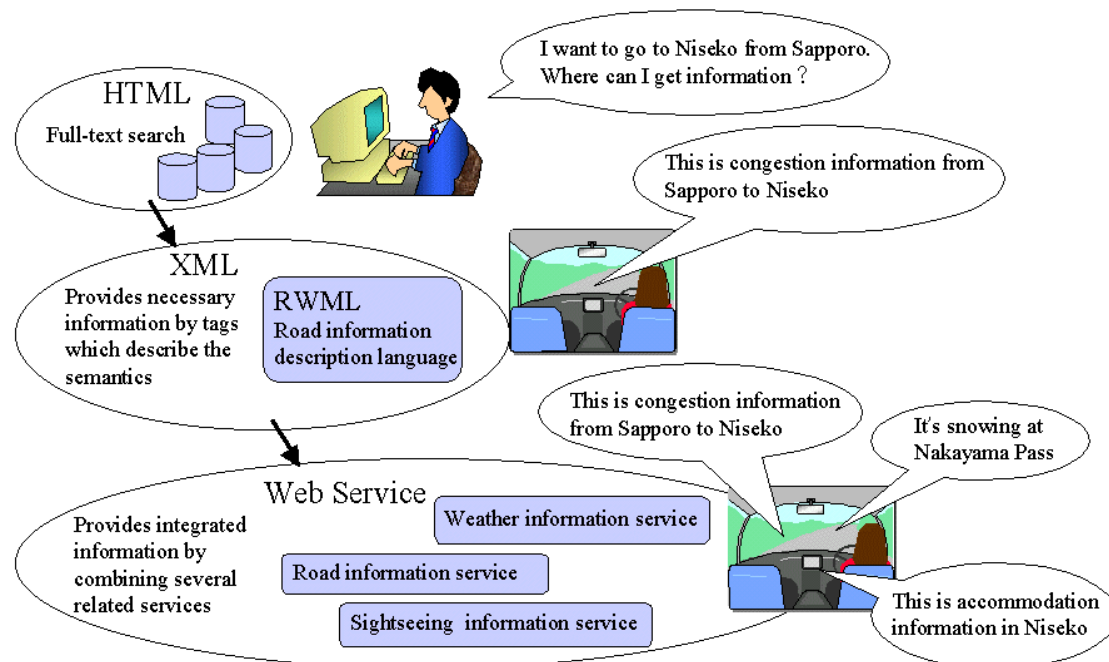 HTML
Full-text search
I want to go to Niseko from Sapporo.
Where can I get information？
This is congestion information from
Sapporo to Niseko
XML
Provides necessary
information by tags
which describe the
semantics
RWML
Road information
description language
This is congestion information
from Sapporo to Niseko
It's snowing at
Nakayama Pass
Web Service
Provides integrated
information by
combining several
related services
Weather information service
Road information service
Sightseeing information service
This is accommodation
information in Niseko